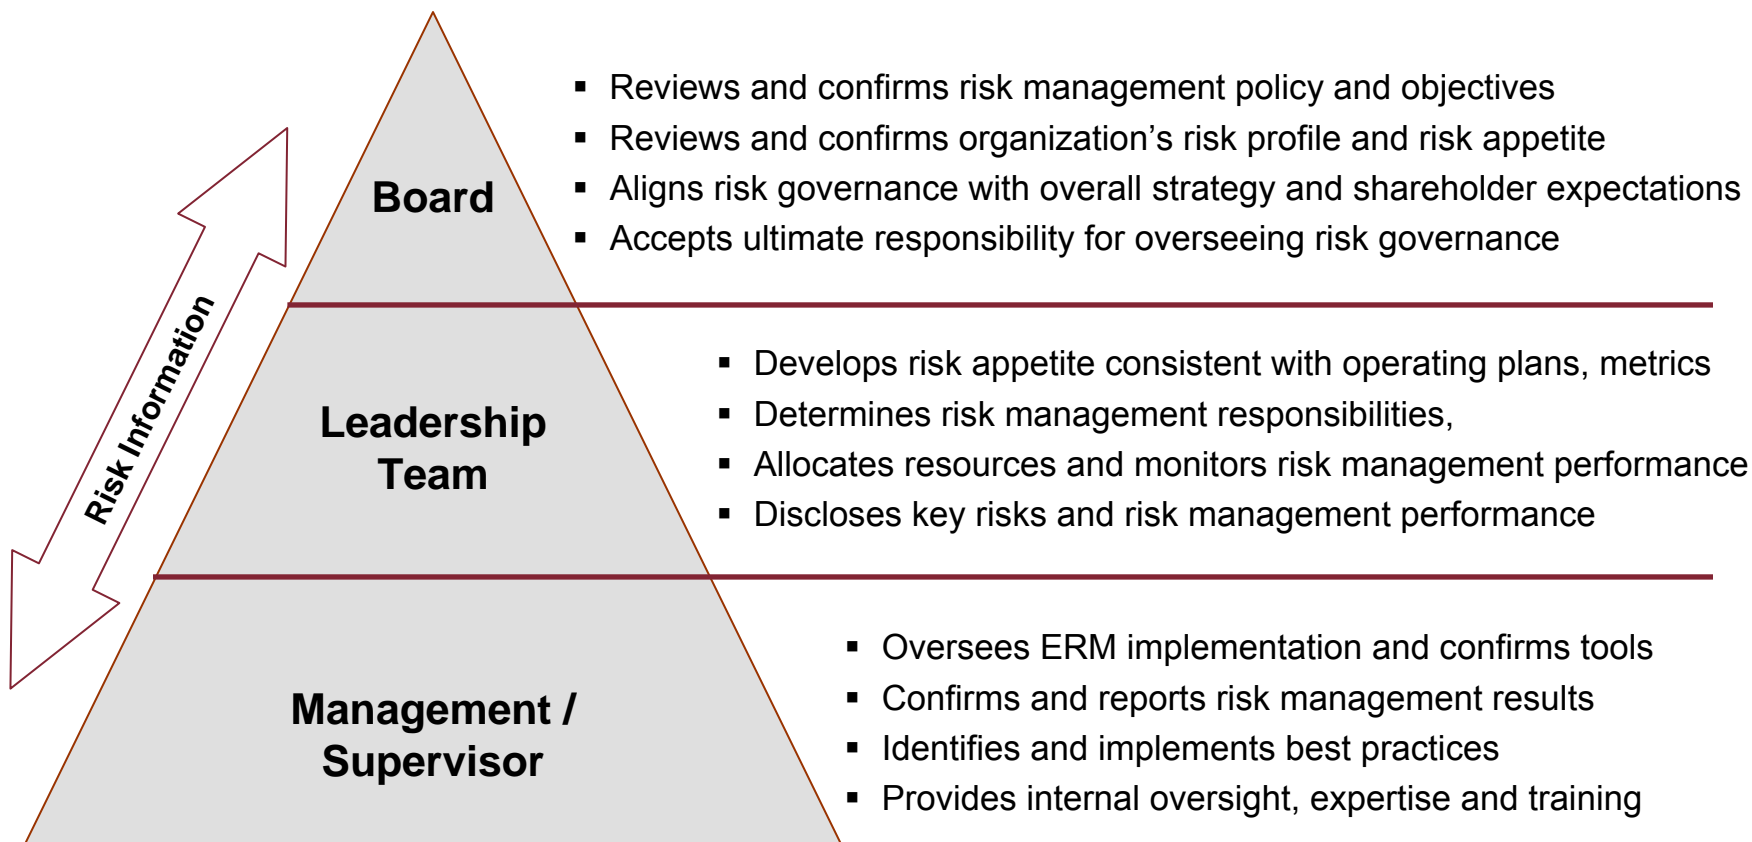 Board
▪ Reviews and confirms risk management policy and objectives
▪ Reviews and confirms organization’s risk profile and risk appetite
▪ Aligns risk governance with overall strategy and shareholder expectations
▪ Accepts ultimate responsibility for overseeing risk governance
Risk Information
Leadership
Team
▪ Develops risk appetite consistent with operating plans, metrics
▪ Determines risk management responsibilities,
▪ Allocates resources and monitors risk management performance
▪ Discloses key risks and risk management performance
Management /
Supervisor
▪ Oversees ERM implementation and confirms tools
▪ Confirms and reports risk management results
▪ Identifies and implements best practices
▪ Provides internal oversight, expertise and training